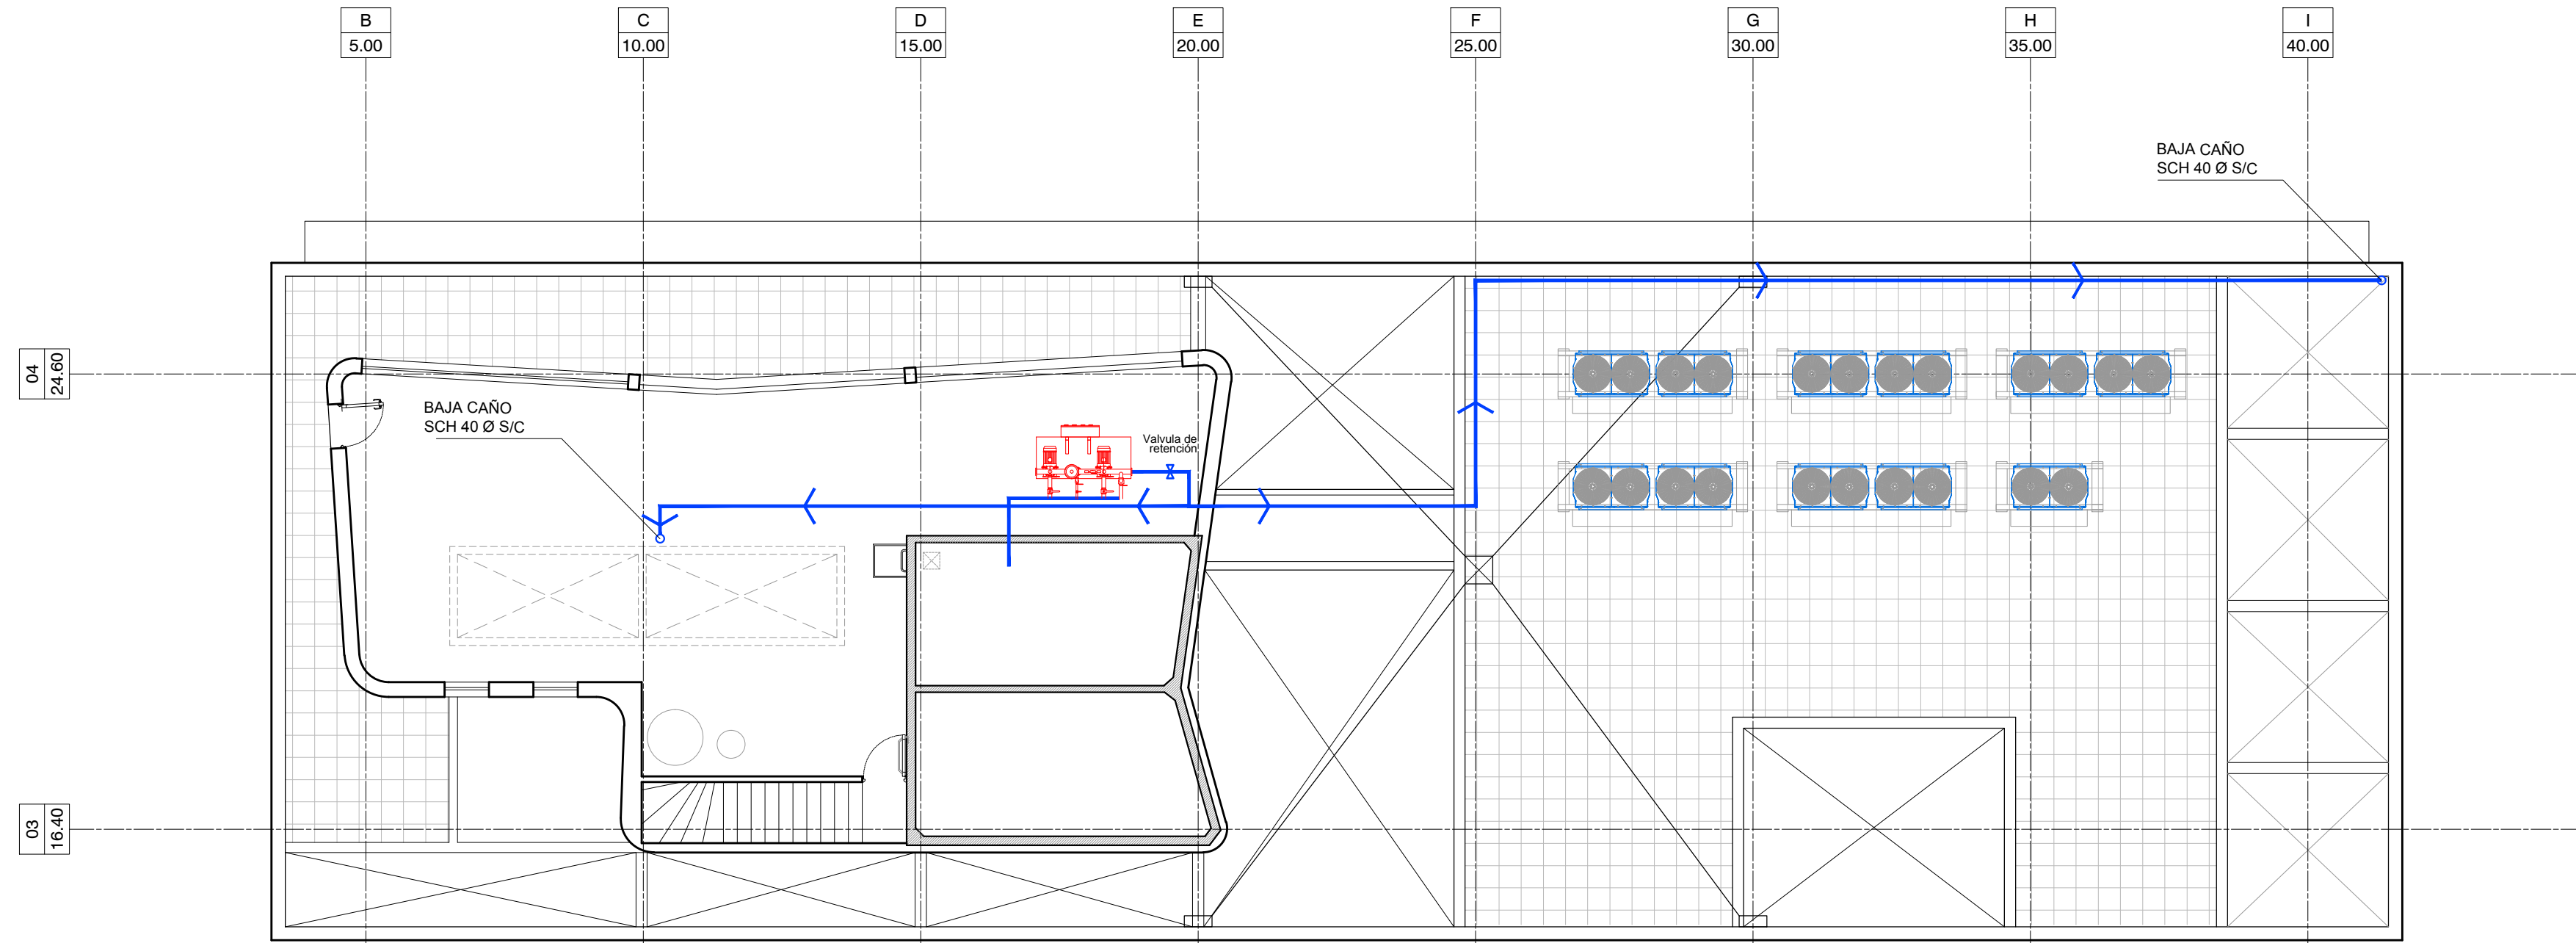 B
5.00
C
10.00
D
15.00
E
20.00
F
25.00
G
30.00
H
35.00
I
40.00
BAJA CAÑO
SCH 40 Ø S/C
04
24.60
BAJA CAÑO
SCH 40 Ø S/C
Valvula de
retención
03
16.40